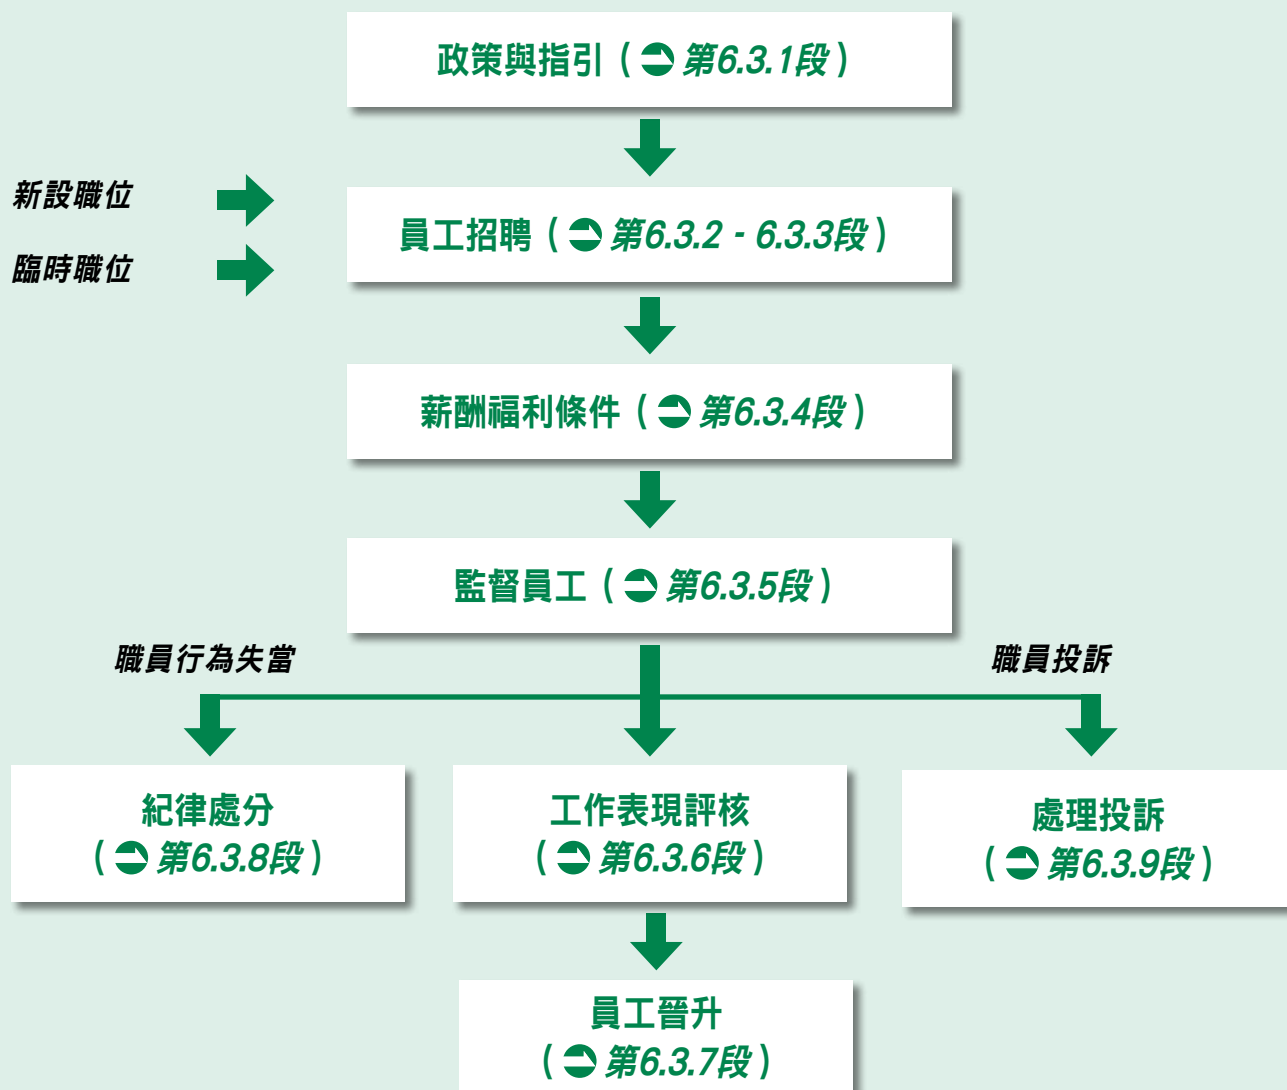 政策與指引（➲ 第6.3.1段）
新設職位
員工招聘（➲ 第6.3.2 - 6.3.3段）
臨時職位
薪酬福利條件（➲ 第6.3.4段）
監督員工（➲ 第6.3.5段）
職員行為失當
職員投訴
紀律處分
（➲ 第6.3.8段）
工作表現評核
（➲ 第6.3.6段）
處理投訴
（➲ 第6.3.9段）
員工晉升
（➲ 第6.3.7段）